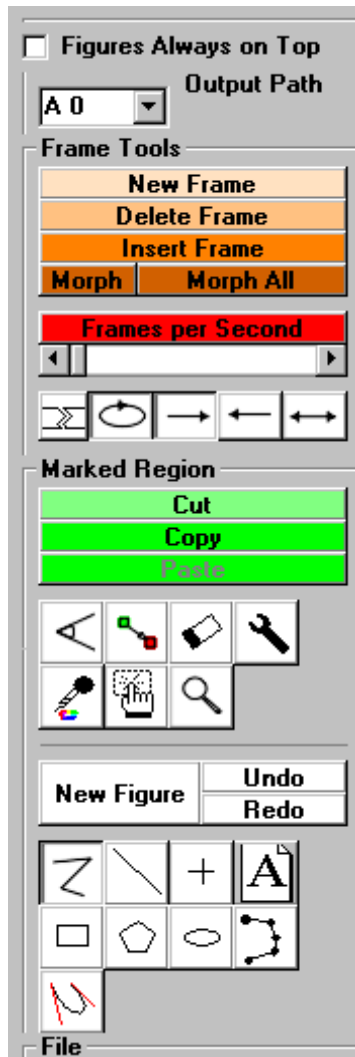 Figures Always on Top
Output Path
A 0
Frame Tools
New Frame
Delete Frame
Insert Frame
Morph Morph All
Frames per Second
Marked Region
Cut
Copy
Paste
New Figure
Undo
Redo
A
File